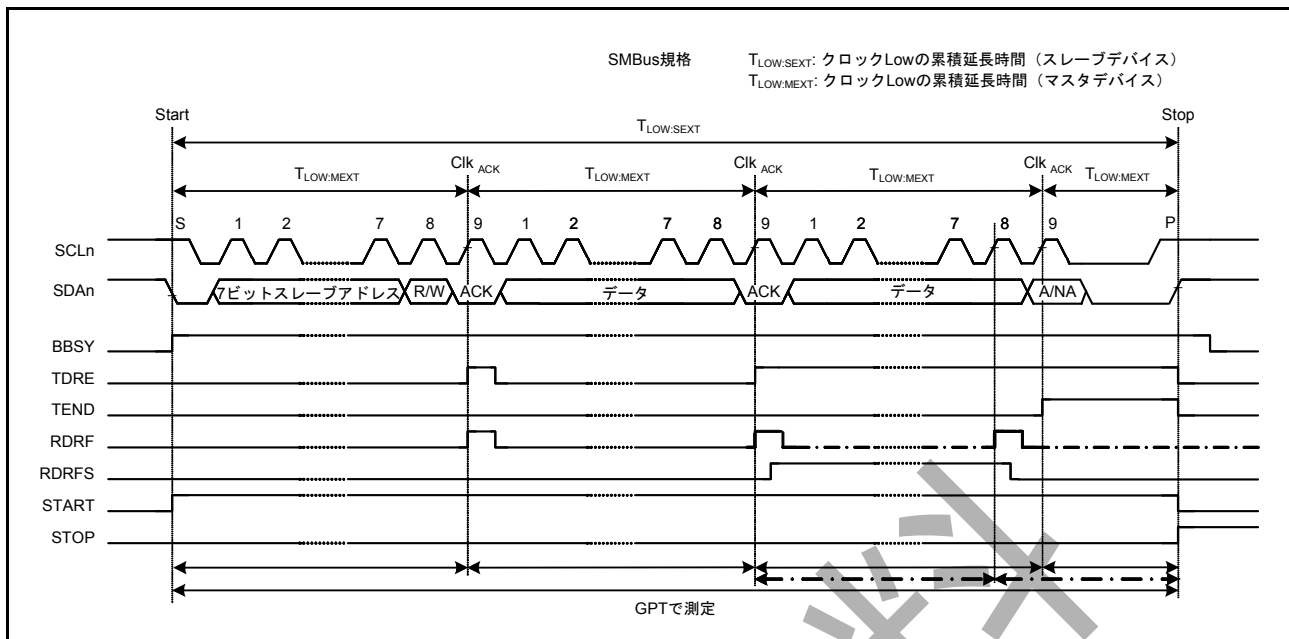 SMBus規格 TLOW:SEXT: クロックLowの累積延長時間（スレーブデバイス）
TLOW:MEXT: クロックLowの累積延長時間（マスタデバイス）
Start Stop
TLOW:SEXT
Clk ACK Clk ACK Clk ACK
TLOW:MEXT TLOW:MEXT TLOW:MEXT TLOW:MEXT
S 1 2 7 8 9 1 2 7 8 9 1 2 7 8 9 P
SCLn
SDAn 7ビットスレーブアドレス R/W ACK データ ACK データ A/NA
BBSY
TDRE
TEND
RDRF
RDRFS
START
STOP
GPTで測定